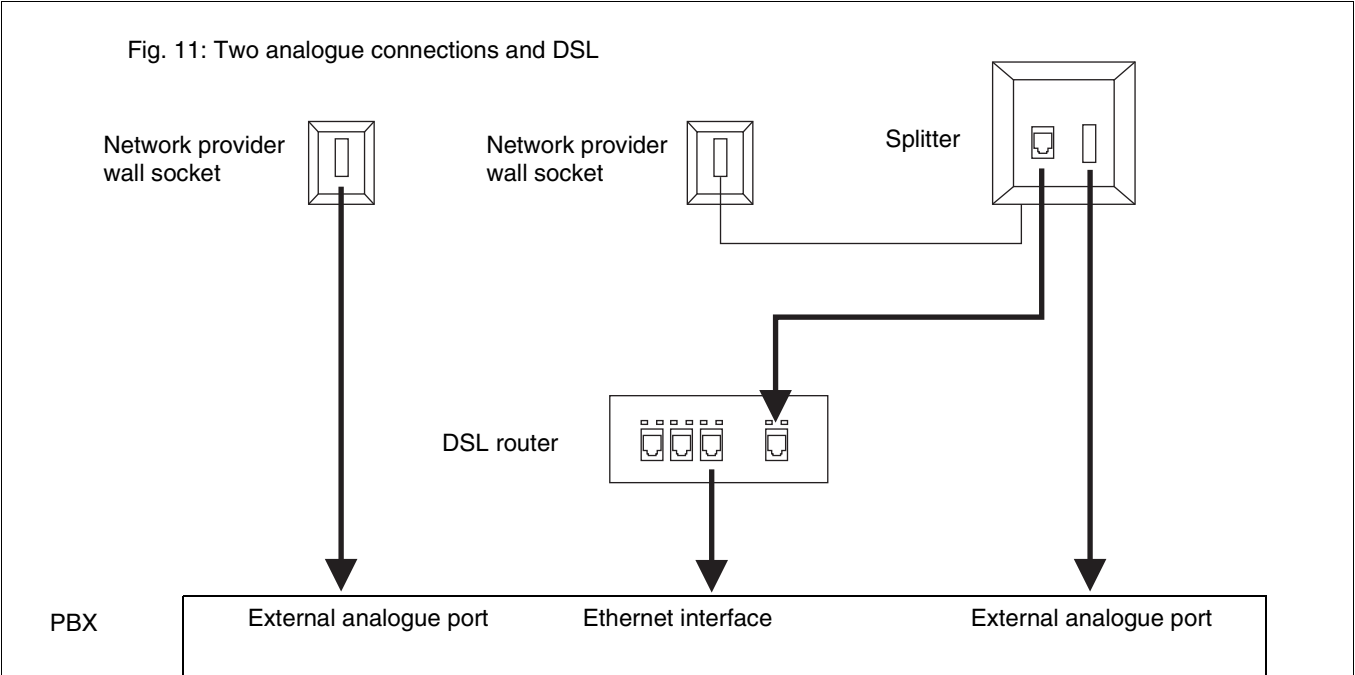 Fig. 11: Two analogue connections and DSL
Network provider
wall socket
Network provider
wall socket
Splitter
DSL router
PBX
External analogue port
Ethernet interface
External analogue port